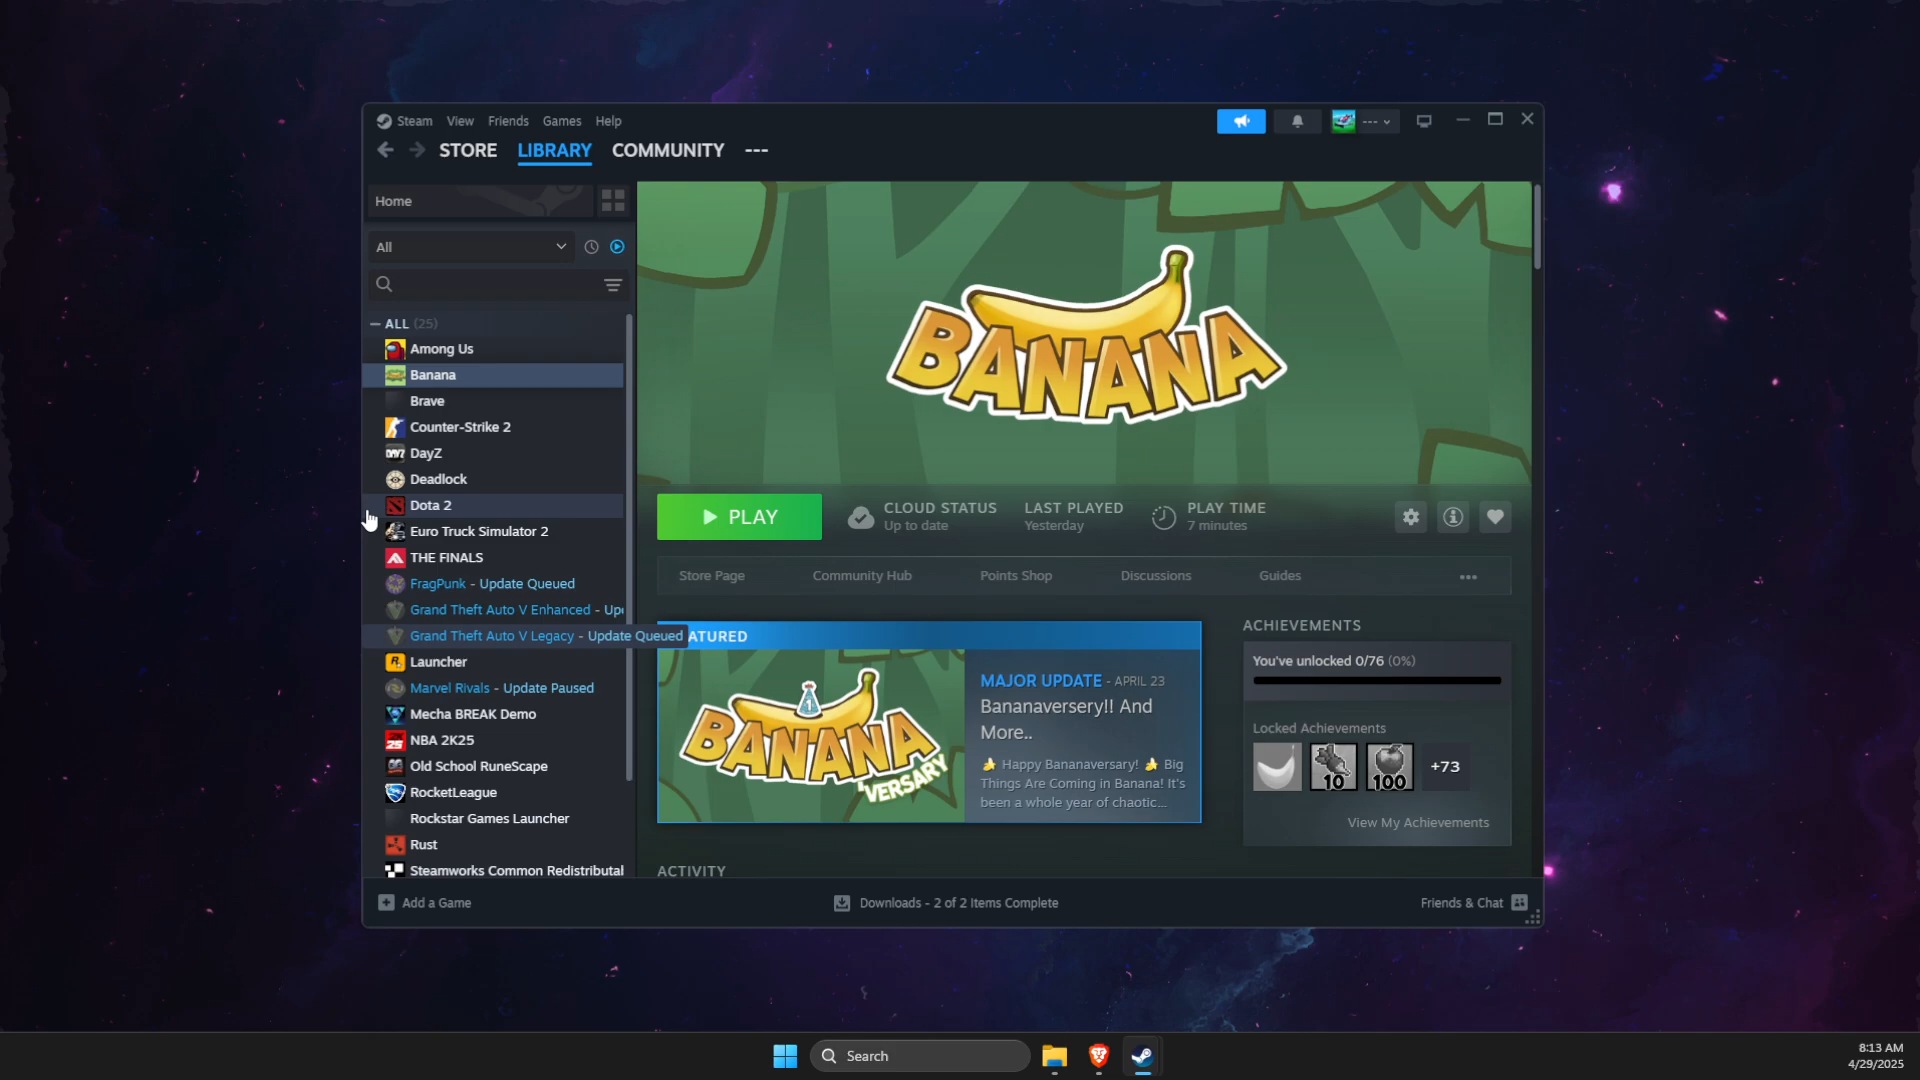 Steam View Friends Games Help
---
STORE LIBRARY COMMUNITY ---
Home
All
— ALL (25)
Among Us
Banana
Brave
Counter-Strike 2
DayZ
Deadlock
Dota 2
Euro Truck Simulator 2
THE FINALS
FragPunk - Update Queued
Grand Theft Auto V Enhanced - Up
Grand Theft Auto V Legacy - Update Queued
Launcher
Marvel Rivals - Update Paused
Mecha BREAK Demo
NBA 2K25
Old School RuneScape
RocketLeague
Rockstar Games Launcher
Rust
Steamworks Common Redistributal
BANANA
PLAY
CLOUD STATUS
Up to date
LAST PLAYED
Yesterday
PLAY TIME
7 minutes
Store Page Community Hub Points Shop Discussions Guides
ATURED
1
BANANA
'VERSARY
MAJOR UPDATE - APRIL 23
Bananaversery!! And
More..
🍌 Happy Bananaversary! 🍌 Big
Things Are Coming in Banana! It's
been a whole year of chaotic...
ACHIEVEMENTS
You've unlocked 0/76 (0%)
Locked Achievements
10
100
+73
View My Achievements
ACTIVITY
Add a Game
Downloads - 2 of 2 Items Complete
Friends & Chat
Search
8:13 AM
4/29/2025